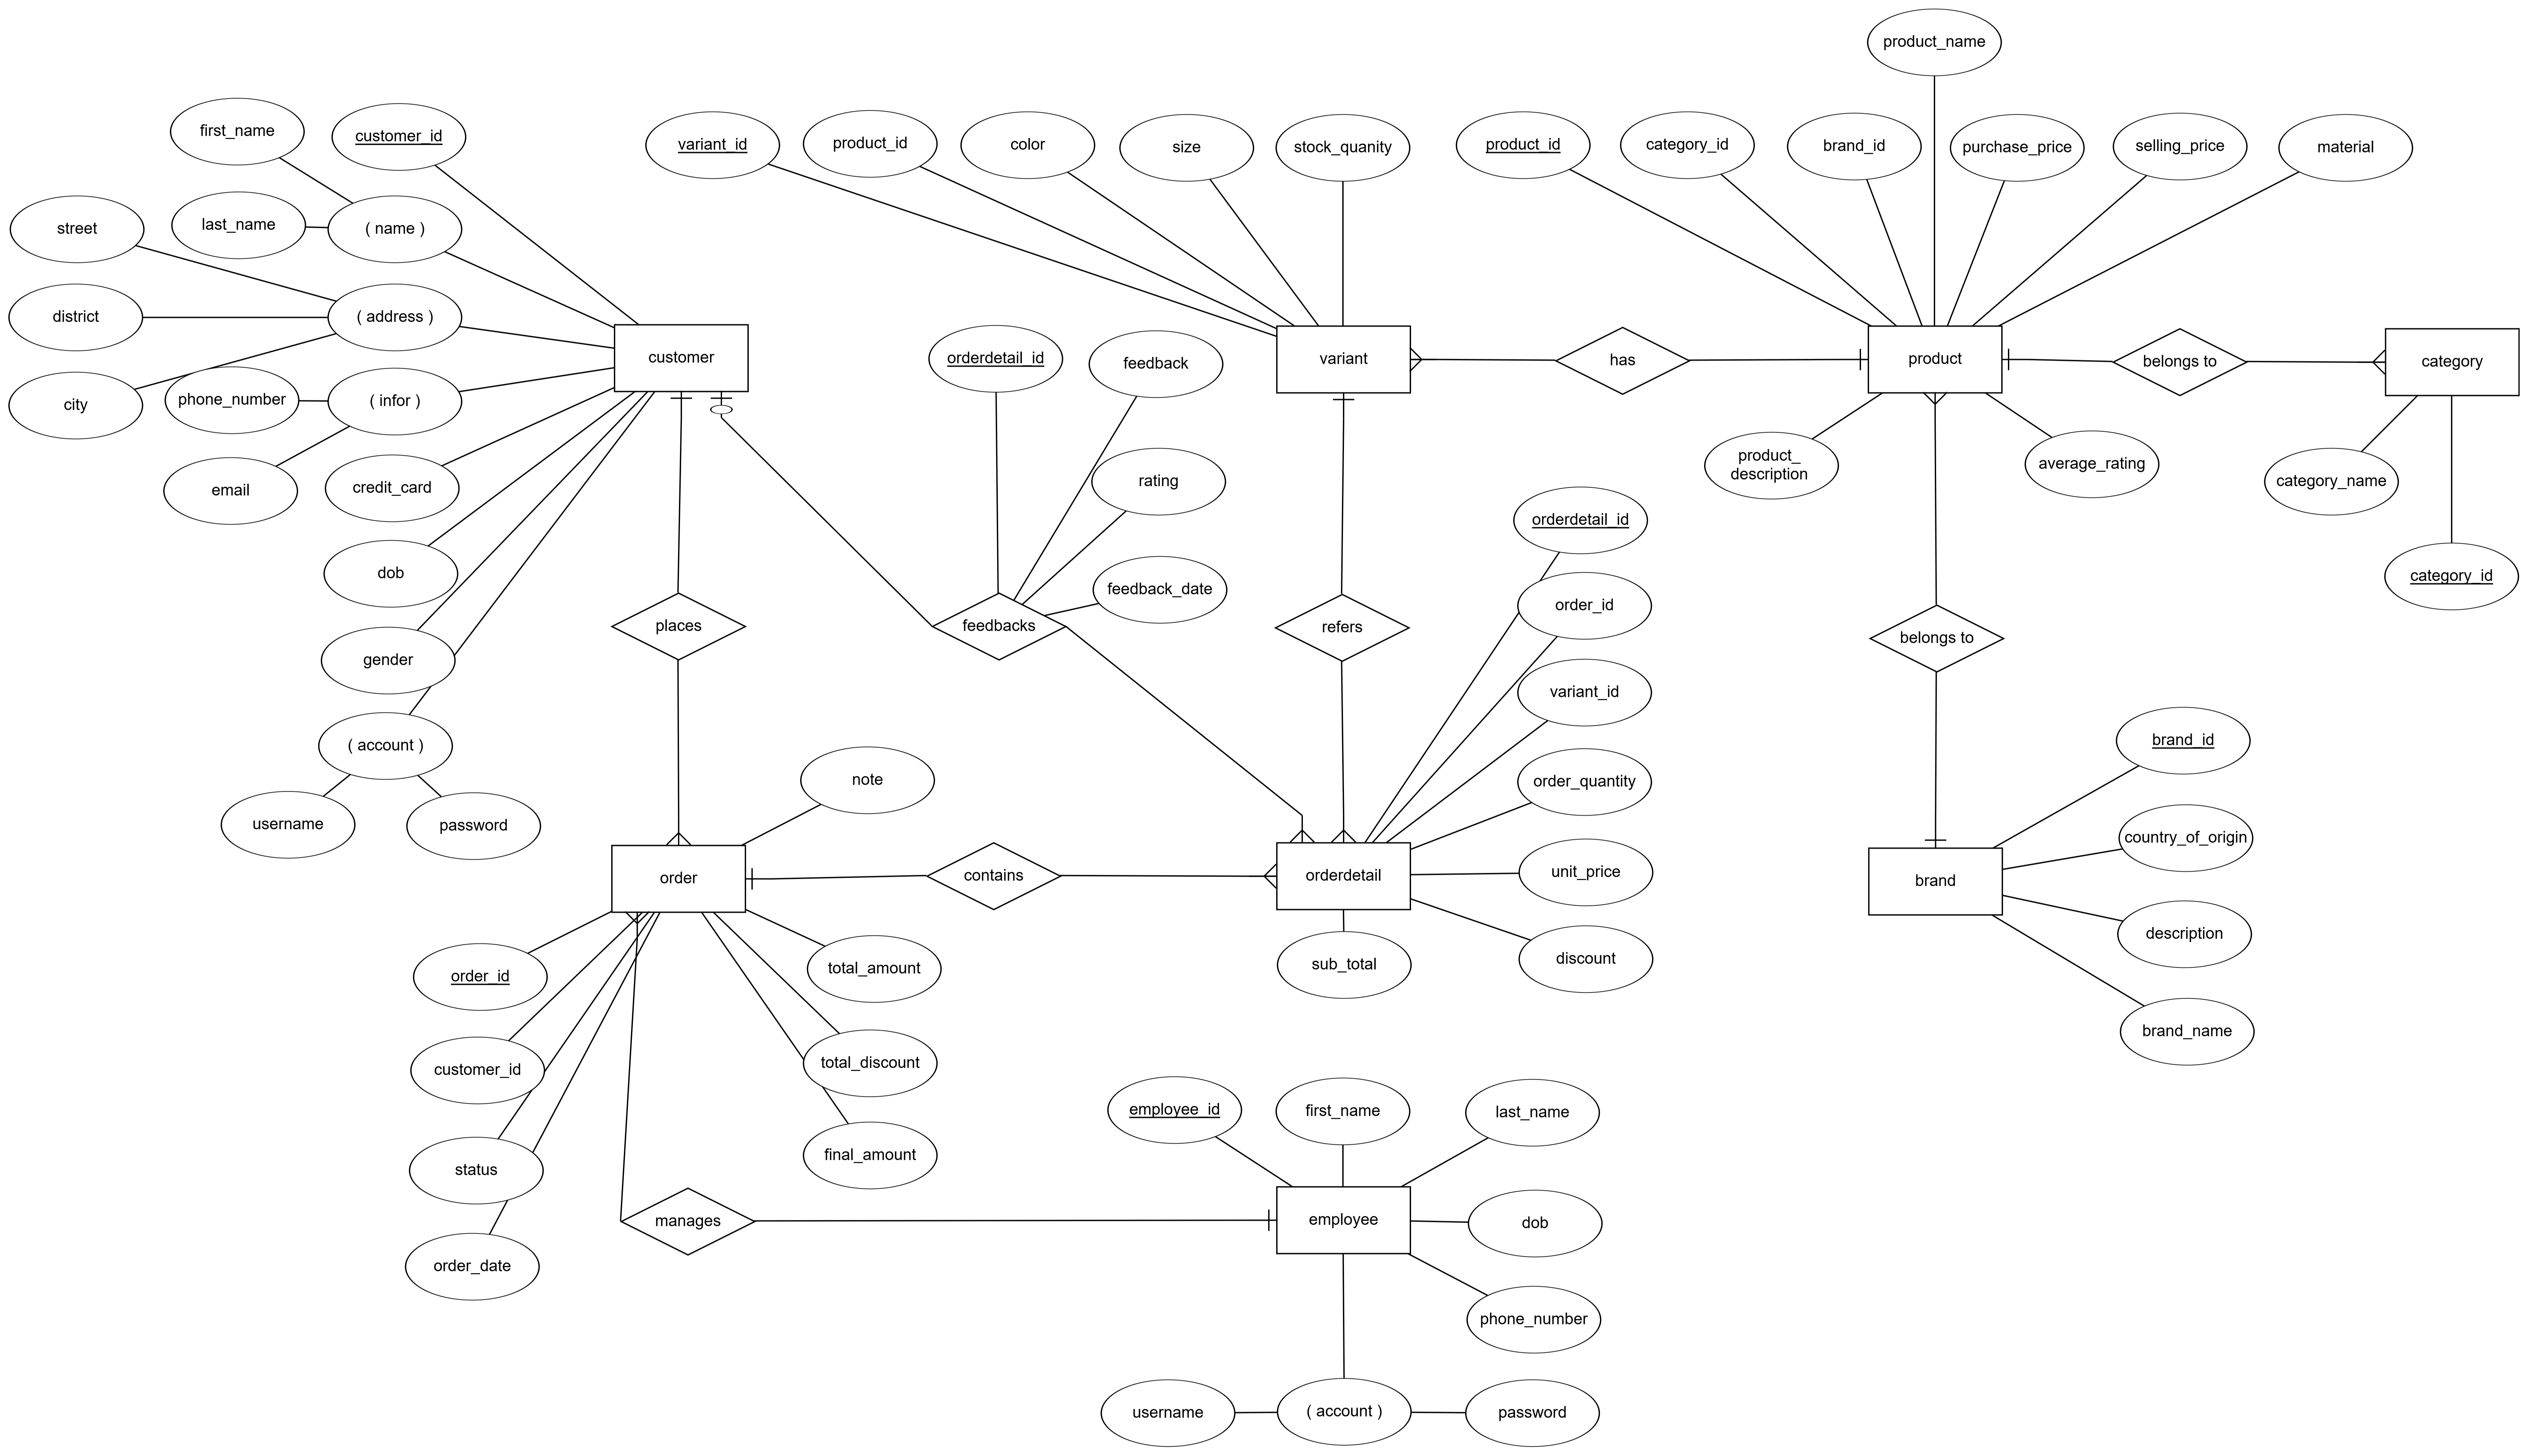 product_name
first_name
customer_id
variant_id
product_id
color
size
stock_quanity
product_id
category_id
brand_id
purchase_price
selling_price
material
street
last_name
( name )
district
( address )
customer
orderdetail_id
feedback
variant
has
product
belongs to
category
city
phone_number
( infor )
email
credit_card
rating
product_
description
average_rating
category_name
orderdetail_id
dob
feedback_date
order_id
category_id
gender
places
feedbacks
refers
belongs to
variant_id
( account )
brand_id
note
order_quantity
username
password
country_of_origin
order
contains
orderdetail
unit_price
brand
order_id
total_amount
sub_total
discount
description
customer_id
total_discount
brand_name
employee_id
first_name
last_name
status
final_amount
manages
employee
dob
order_date
phone_number
username
( account )
password